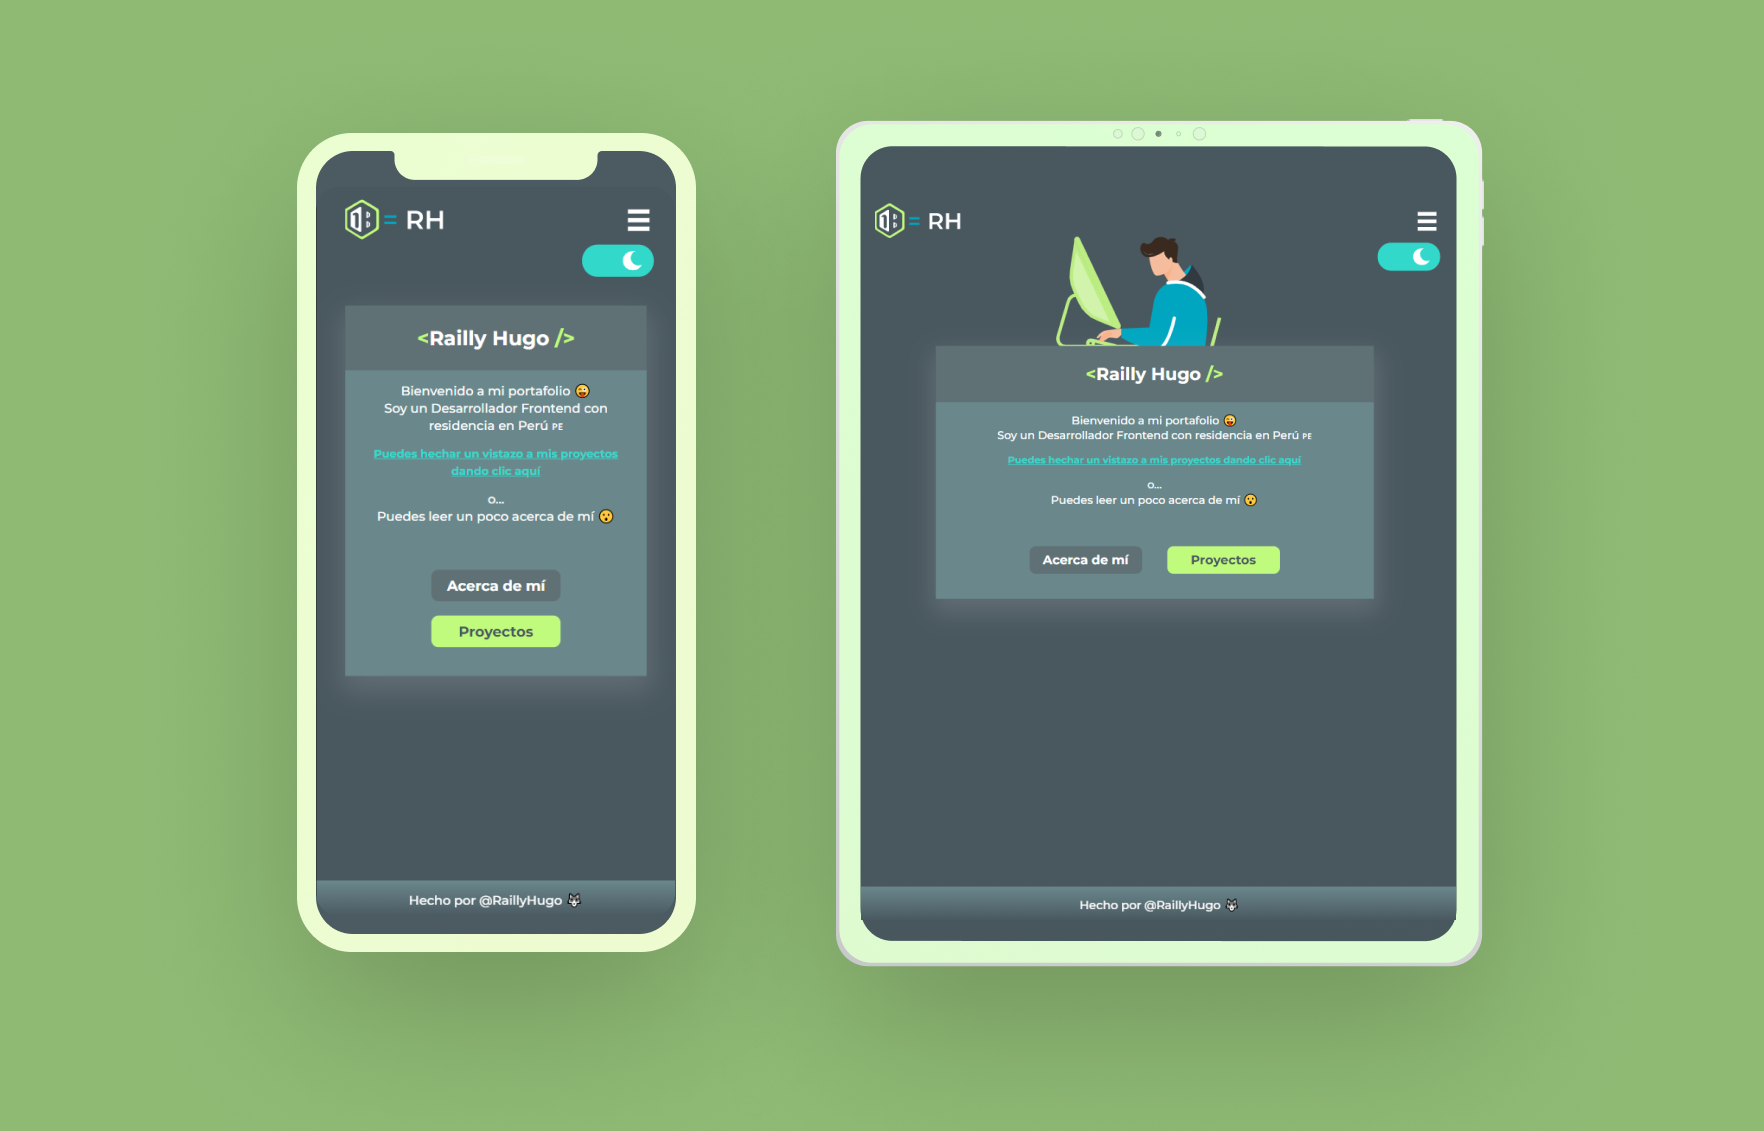 = RH
<Railly Hugo />
Bienvenido a mi portafolio 😜
Soy un Desarrollador Frontend con
residencia en Perú PE
Puedes hechar un vistazo a mis proyectos
dando clic aquí
o...
Puedes leer un poco acerca de mí 😮
Acerca de mí
Proyectos
Hecho por @RaillyHugo 🐺
= RH
<Railly Hugo />
Bienvenido a mi portafolio 😜
Soy un Desarrollador Frontend con residencia en Perú PE
Puedes hechar un vistazo a mis proyectos dando clic aquí
o...
Puedes leer un poco acerca de mí 😮
Acerca de mí
Proyectos
Hecho por @RaillyHugo 🐺